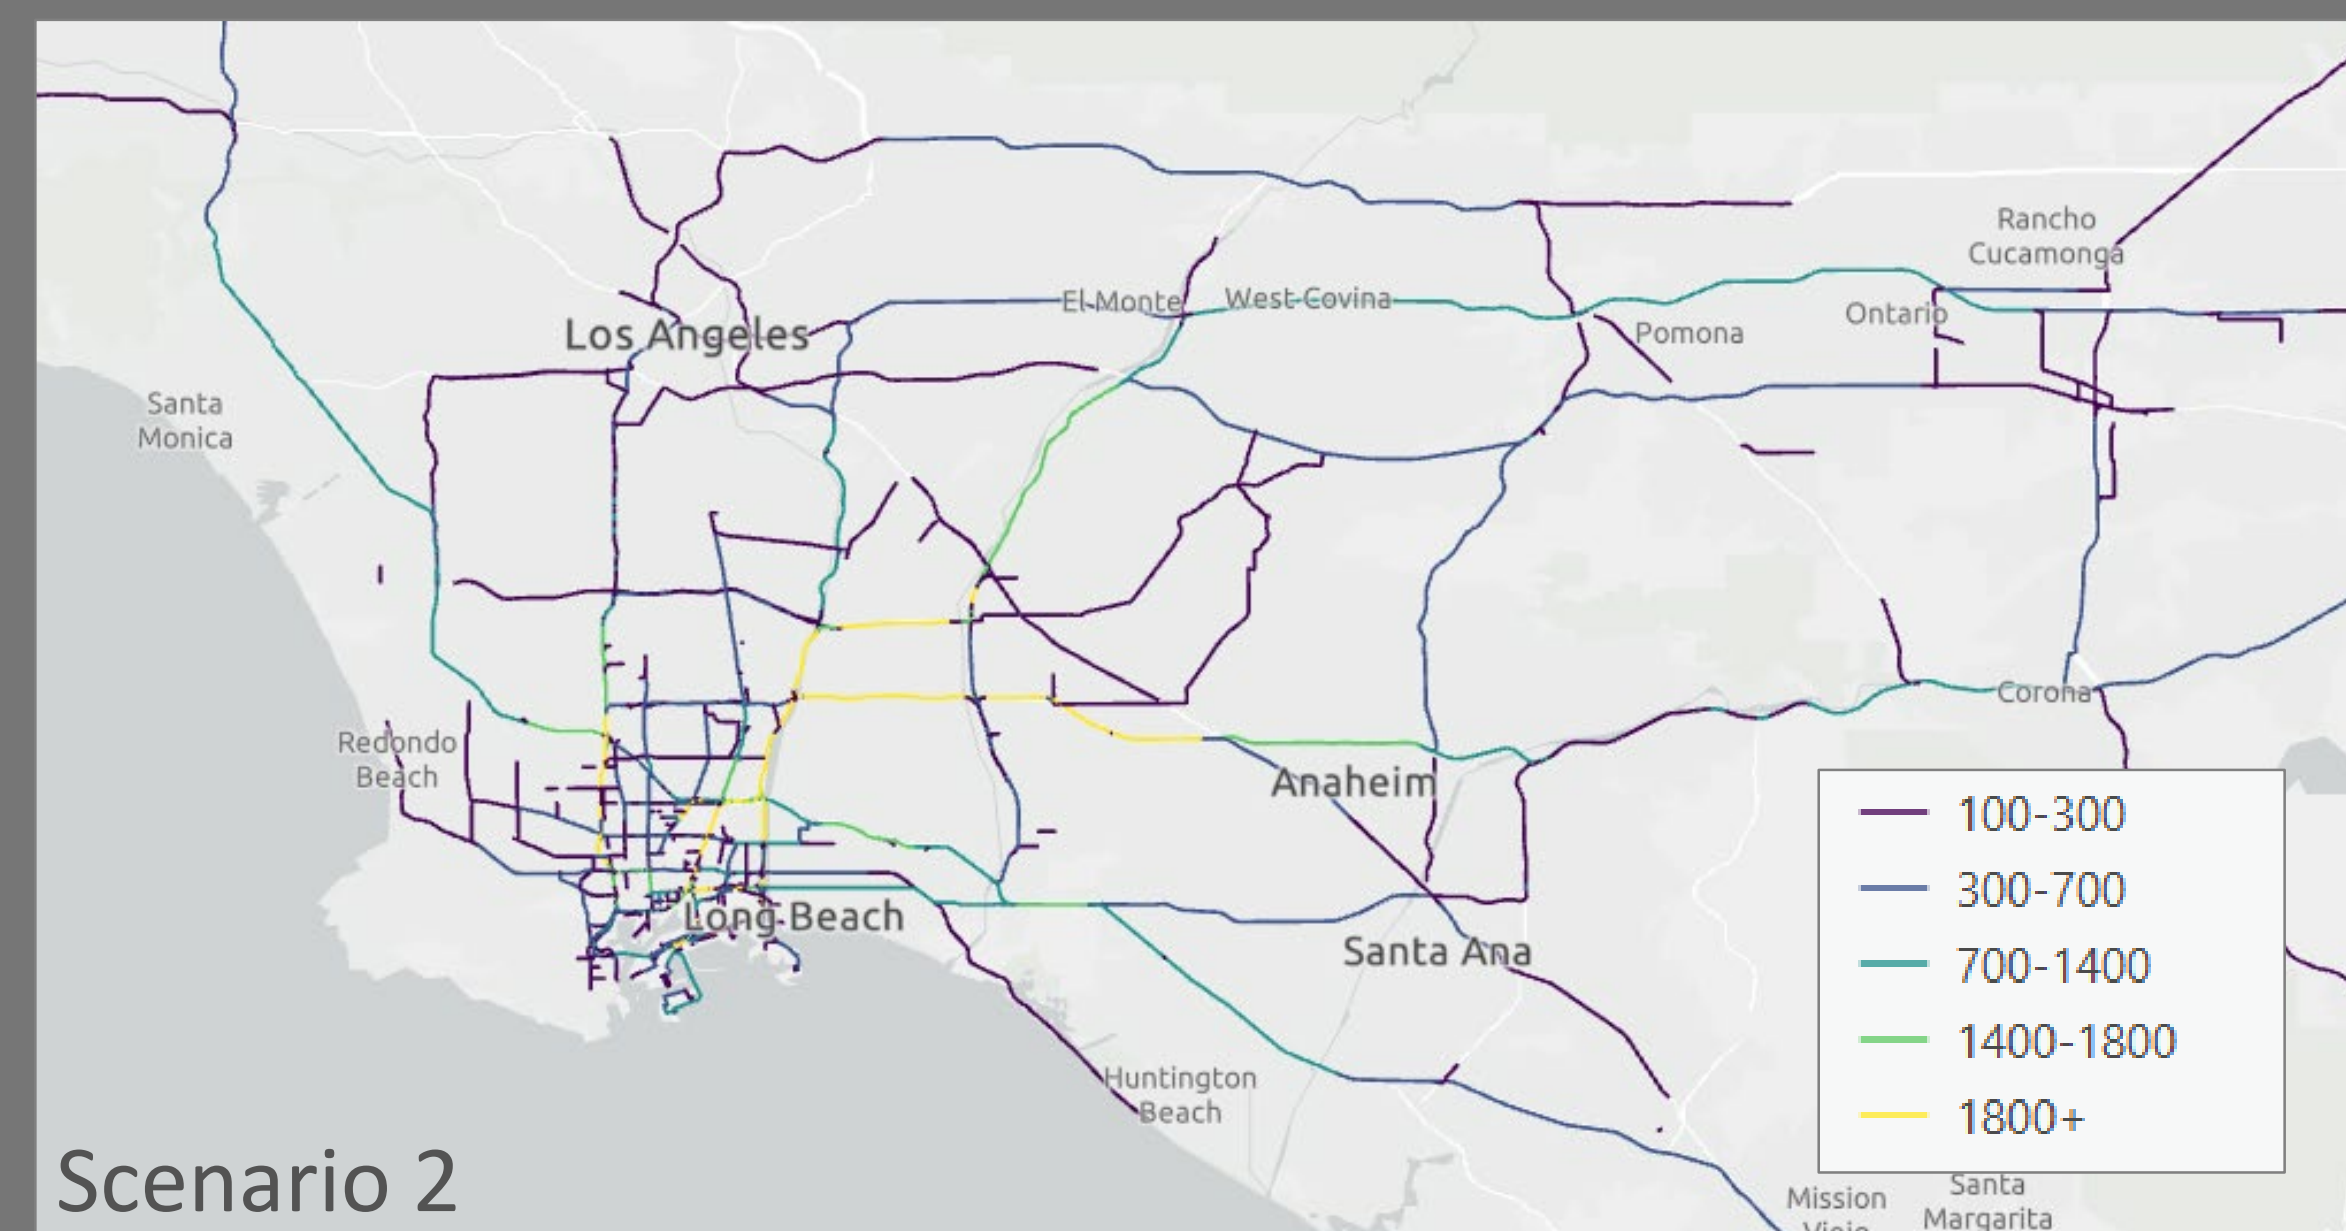 Rancho
Cucamonga
El Monte
West Covina
Ontario
Los Angeles
Pomona
Santa
Monica
Corona
Redondo
Beach
Anaheim
100-300
300-700
Long Beach
Santa Ana
700-1400
1400-1800
Huntington
Beach
1800+
Scenario 2
Mission
Viejo
Santa
Margarita